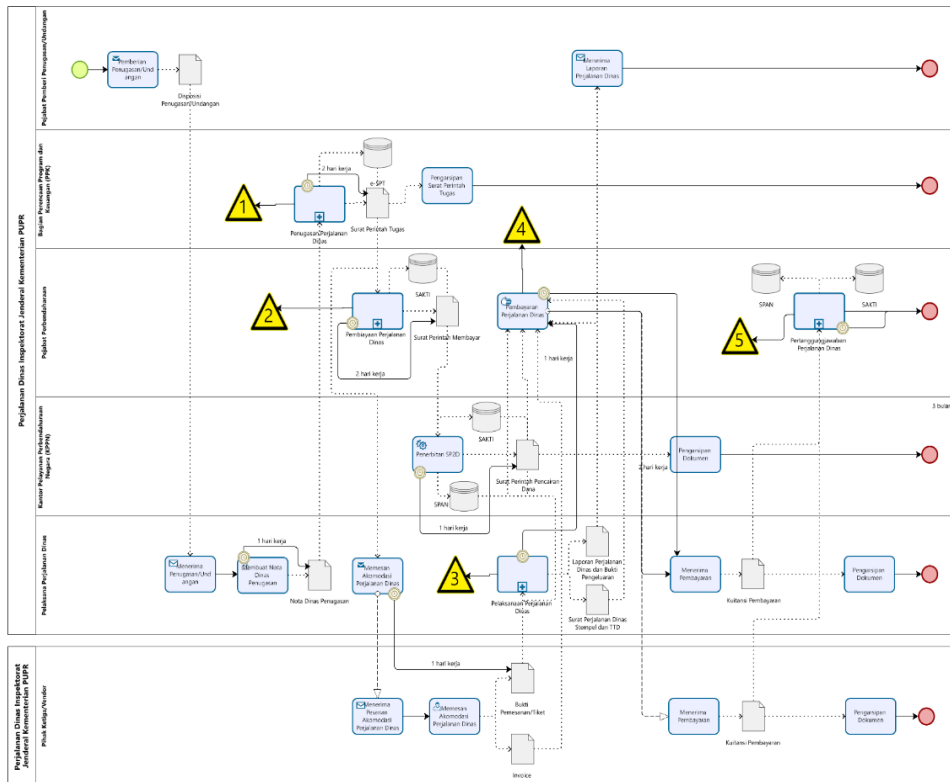 Perjalanan Dinas Inspektorat Jenderal Kementerian PUPR
Pejabat Pemberi Penugasan/Undangan
Pemberian
Penugasan/Und
angan
Disposisi
Penugasan/Undangan
Menerima
Laporan
Perjalanan Dinas
Bagian Perencanaan Program dan
Keuangan (PPK)
2 hari kerja
e-SPT
1
Penugasan Perjalanan
Dinas
Surat Perintah Tugas
Pengarsipan
Surat Perintah
Tugas
4
Pejabat Perbendaharaan
SAKTI
2
Pembiayaan Perjalanan
Dinas
Surat Perintah Membayar
2 hari kerja
Pembayaran
Perjalanan Dinas
1 hari kerja
SPAN
SAKTI
5
Pertanggungjawaban
Perjalanan Dinas
Kantor Pelayanan Perbendaharaan
Negara (KPPN)
3 bulan
SAKTI
Penerbitan SP2D
Surat Perintah Pencairan
Dana
SPAN
1 hari kerja
Pengarsipan
Dokumen
hari kerja
Pelaksana Perjalanan Dinas
Menerima
Penugasan/Und
angan
1 hari kerja
Membuat Nota
Dinas
Penugasan
Nota Dinas Penugasan
Memesan
Akomodasi
Perjalanan Dinas
3
Pelaksanaan Perjalanan
Dinas
Laporan Perjalanan
Dinas dan Bukti
Pengeluaran
Surat Perjalanan Dinas
Stempel dan TTD
Menerima
Pembayaran
Kuitansi Pembayaran
Pengarsipan
Dokumen
Perjalanan Dinas Inspektorat
Jenderal Kementerian PUPR
Pihak Ketiga/Vendor
1 hari kerja
Menerima
Pesanan
Akomodasi
Perjalanan Dinas
Memesan
Akomodasi
Perjalanan Dinas
Bukti
Pemesanan/Tiket
Invoice
Menerima
Pembayaran
Kuitansi Pembayaran
Pengarsipan
Dokumen